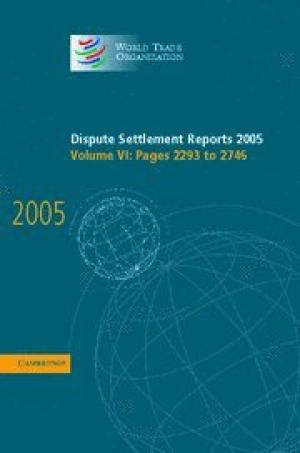 WORLD TRADE
ORGANIZATION
Dispute Settlement Reports 2005
Volume VI: Pages 2293 to 2746
2005
CAMBRIDGE